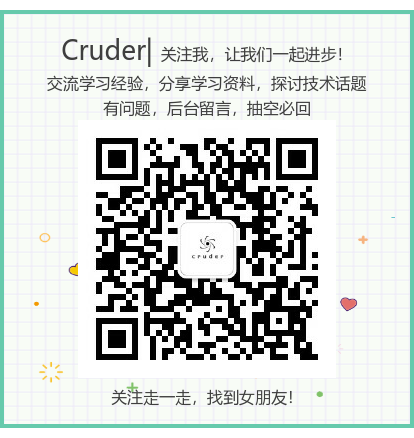 Cruder| 关注我，让我们一起进步！
交流学习经验，分享学习资料，探讨技术话题
有问题，后台留言，抽空必回
cruder
关注走一走，找到女朋友！